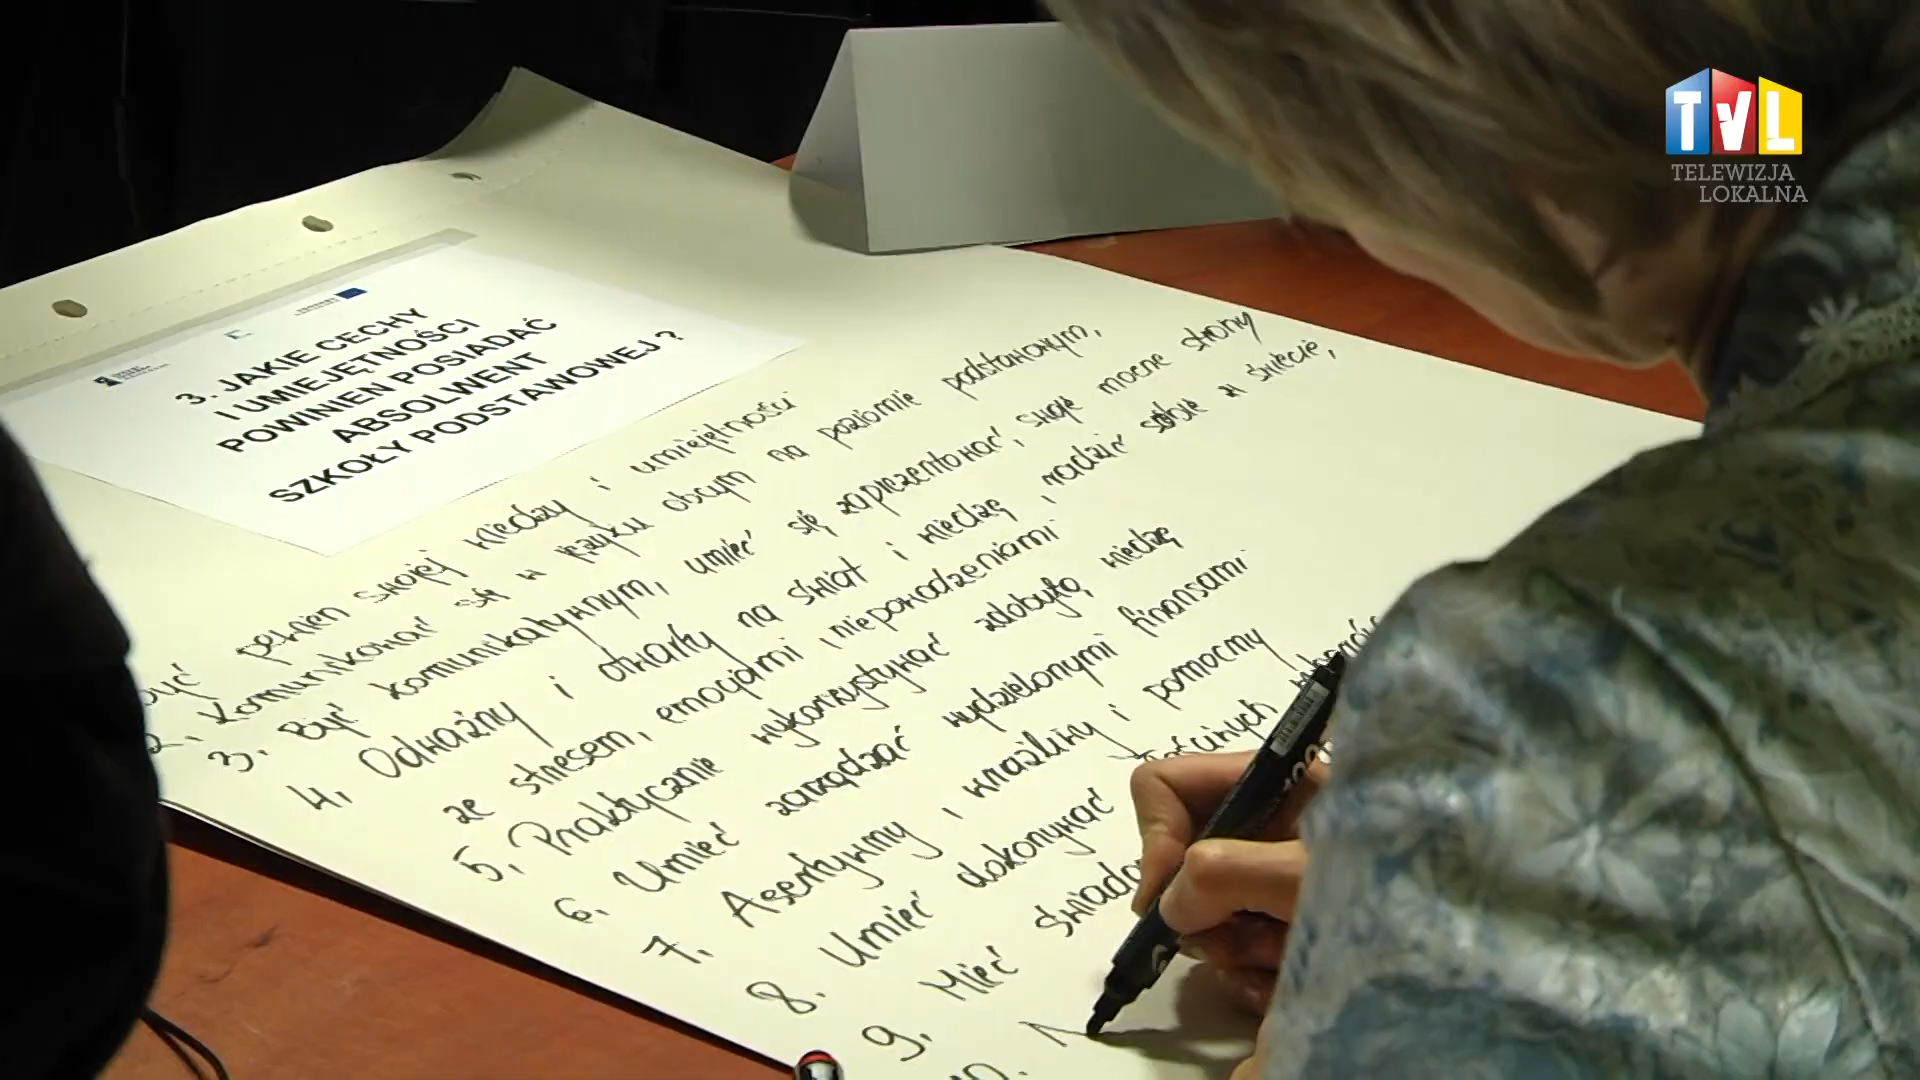 TVL
TELEWIZJA
LOKALNA
3. JAKIE CECHY
I UMIEJĘTNOŚCI
POWINIEN POSIADAĆ
ABSOLWENT
SZKOŁY PODSTAWOWEJ?
być pewien swojej wiedzy i umiejętności
2. Komunikować się w języku obcym na poziomie podstawowym,
3. Być komunikatywnym, umieć się zaprezentować, swoje mocne strony
4. Odważny i otwarty na świat i wiedzę, radzić sobie w świecie,
ze stresem, emocjami, niepowodzeniami
5. Praktycznie wykorzystywać zdobytą wiedzę
6. Umieć zarządzać wydzielonymi finansami
7. Asertywny i wrażliwy i pomocny
8. Umieć dokonywać
9. Mieć
10.